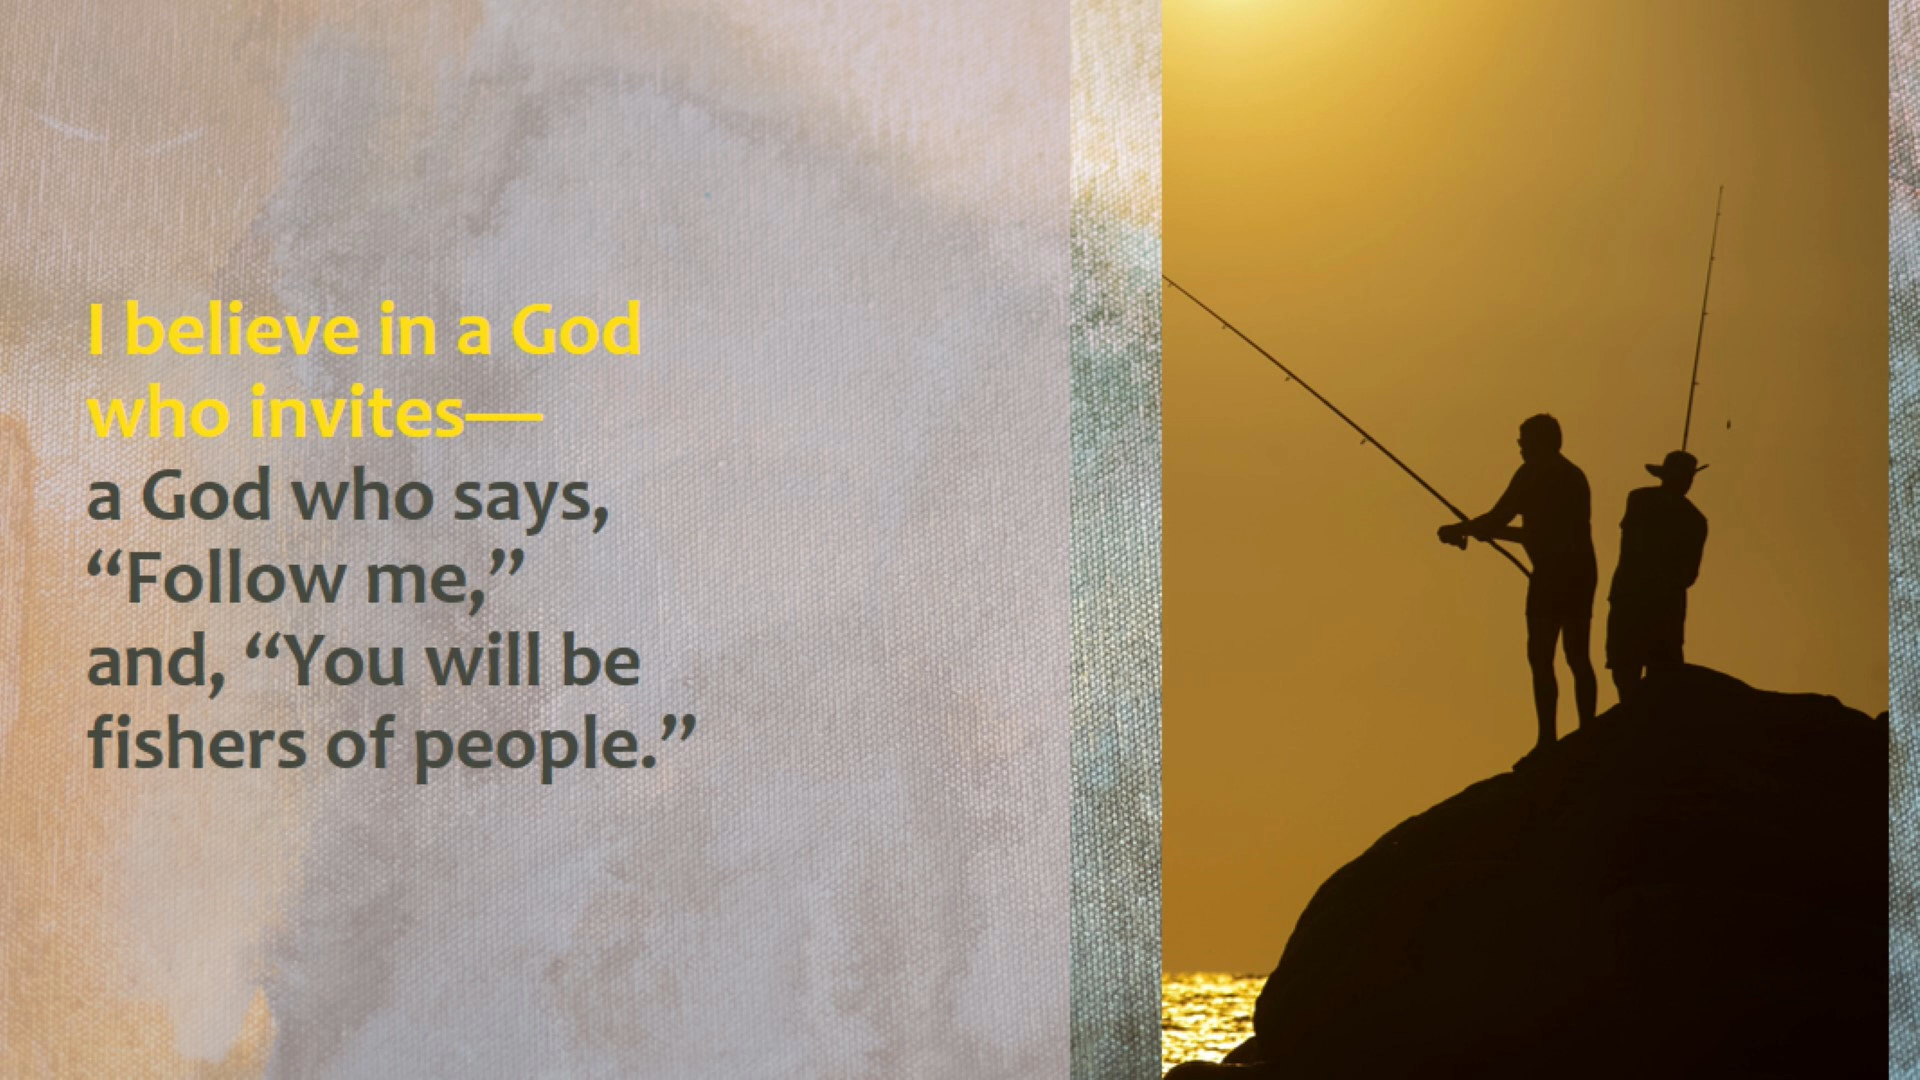 I believe in a God
who invites—
a God who says,
“Follow me,”
and, “You will be
fishers of people.”